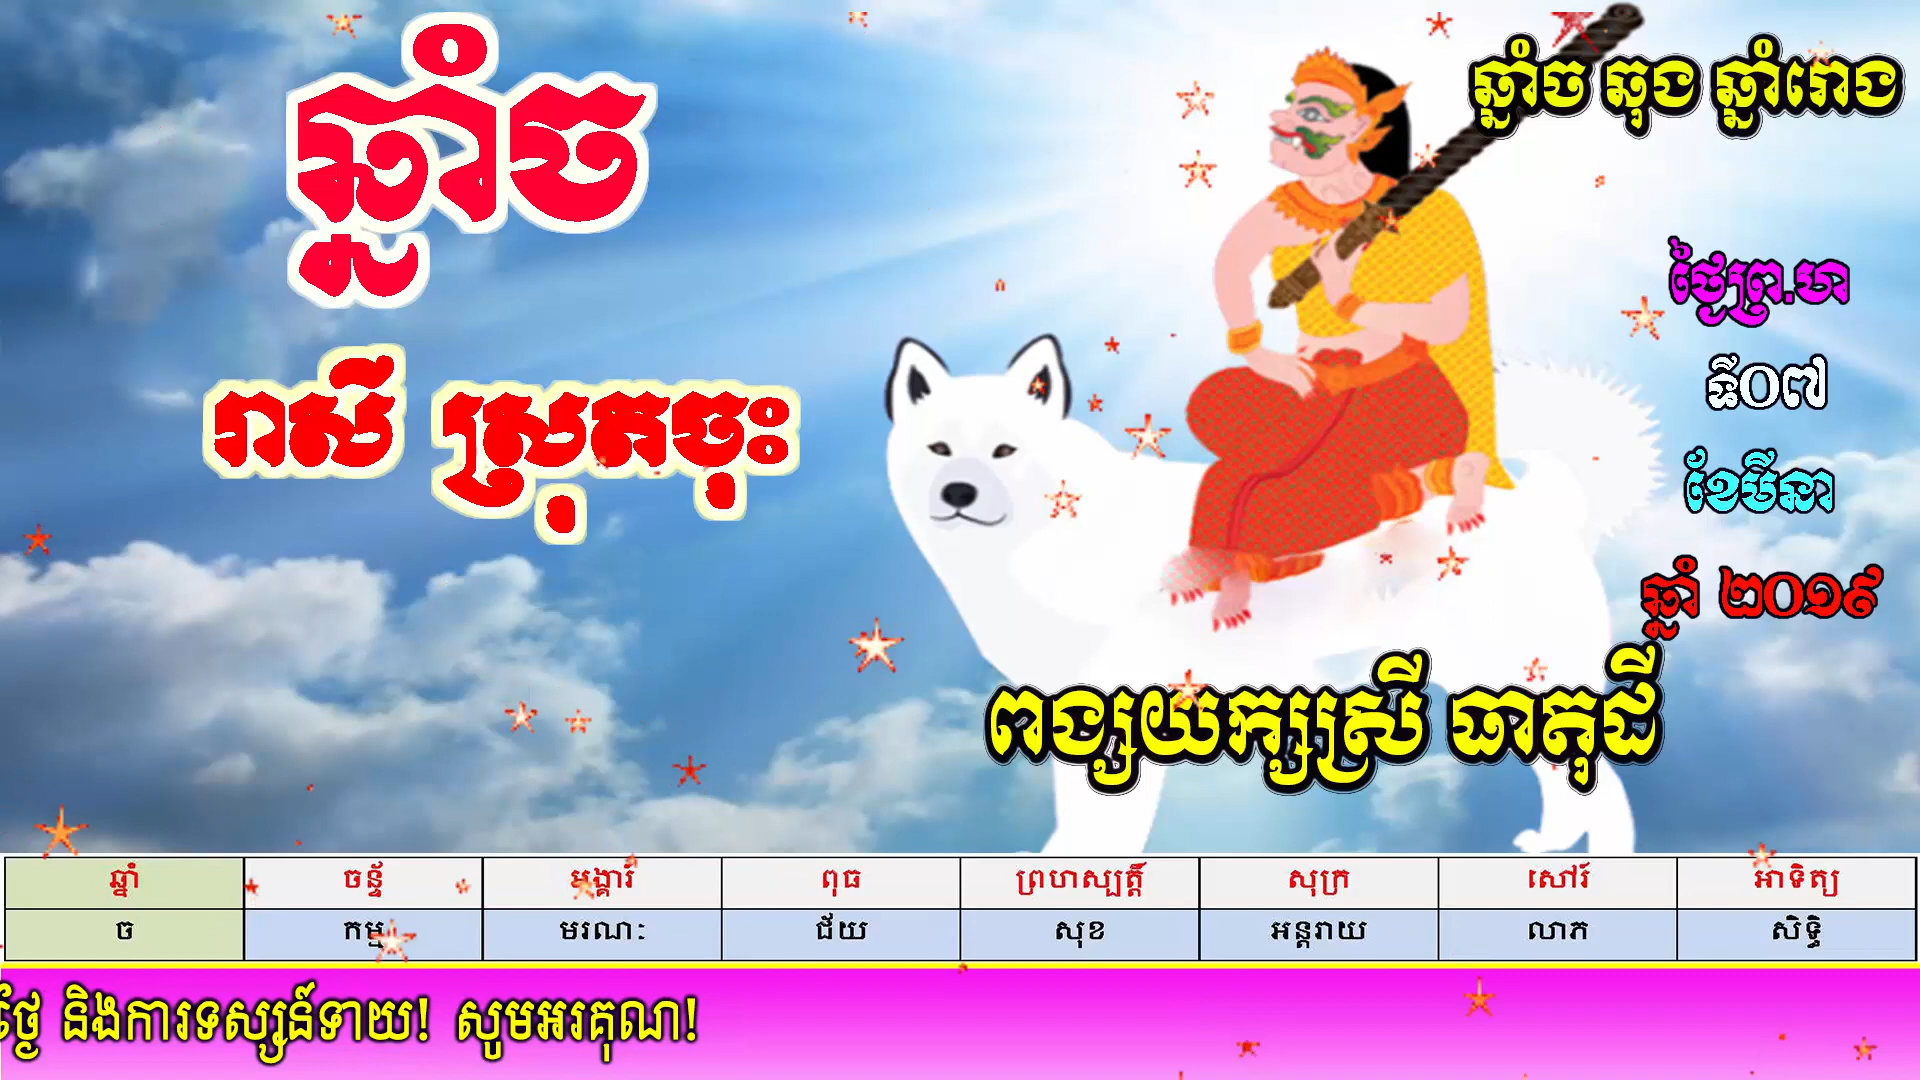 ឆ្នាំច
រាសី ស្រុតចុះ
ឆ្នាំច ឆុង ឆ្នាំរោង
ថ្ងៃព្រ.ហ
ទី០៧
ខែមីនា
ឆ្នាំ ២០១៩
ពង្សយក្សស្រី ធាតុដី
ឆ្នាំ ចន្ទ័ អង្គារ៍ ពុធ ព្រហស្បត្តិ៍ សុក្រ សៅរ៍ អាទិត្យ
ច កម្ម មរណៈ ជ័យ សុខ អន្តរាយ លាភ សិទ្ធិ
ថ្ងៃ និងការទស្សន៍ទាយ! សូមអរគុណ!